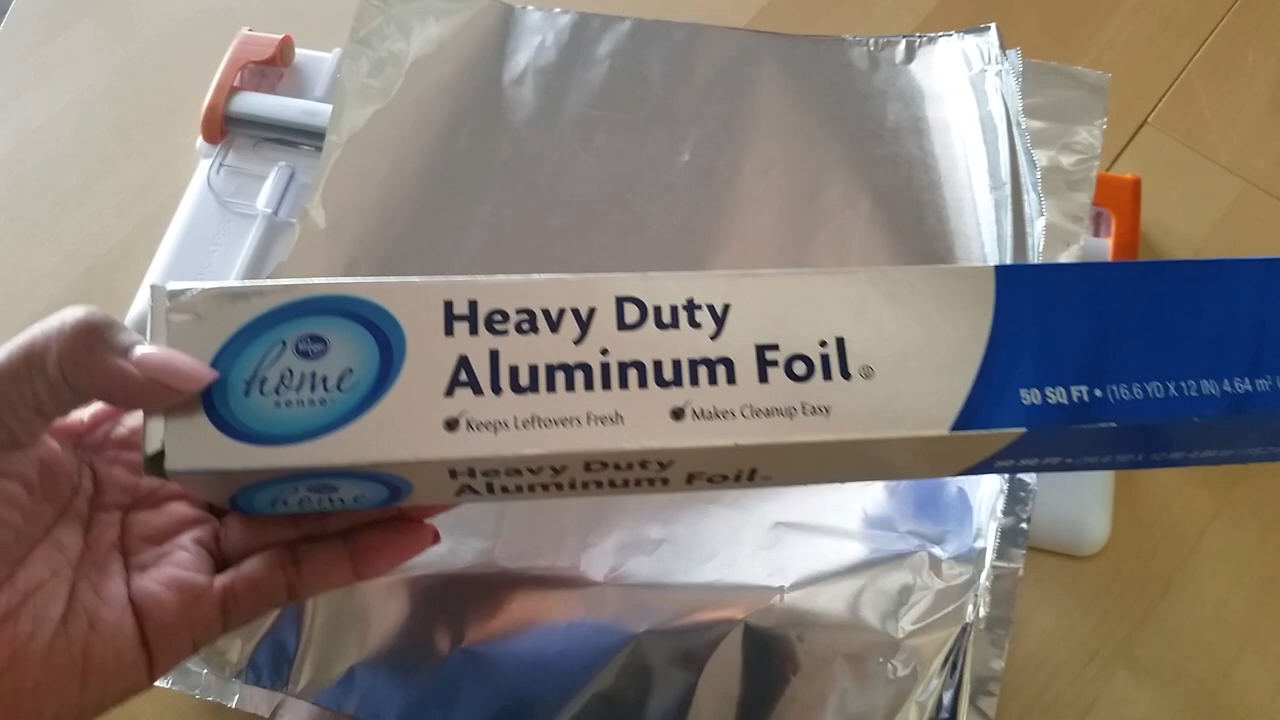 Kroger
home
sense
Heavy Duty
Aluminum Foil
Keeps Leftovers Fresh
Makes Cleanup Easy
50 SQ FT • (16.6 YD X 12 IN) 4.64 m²
home
Heavy Duty
Aluminum Foil